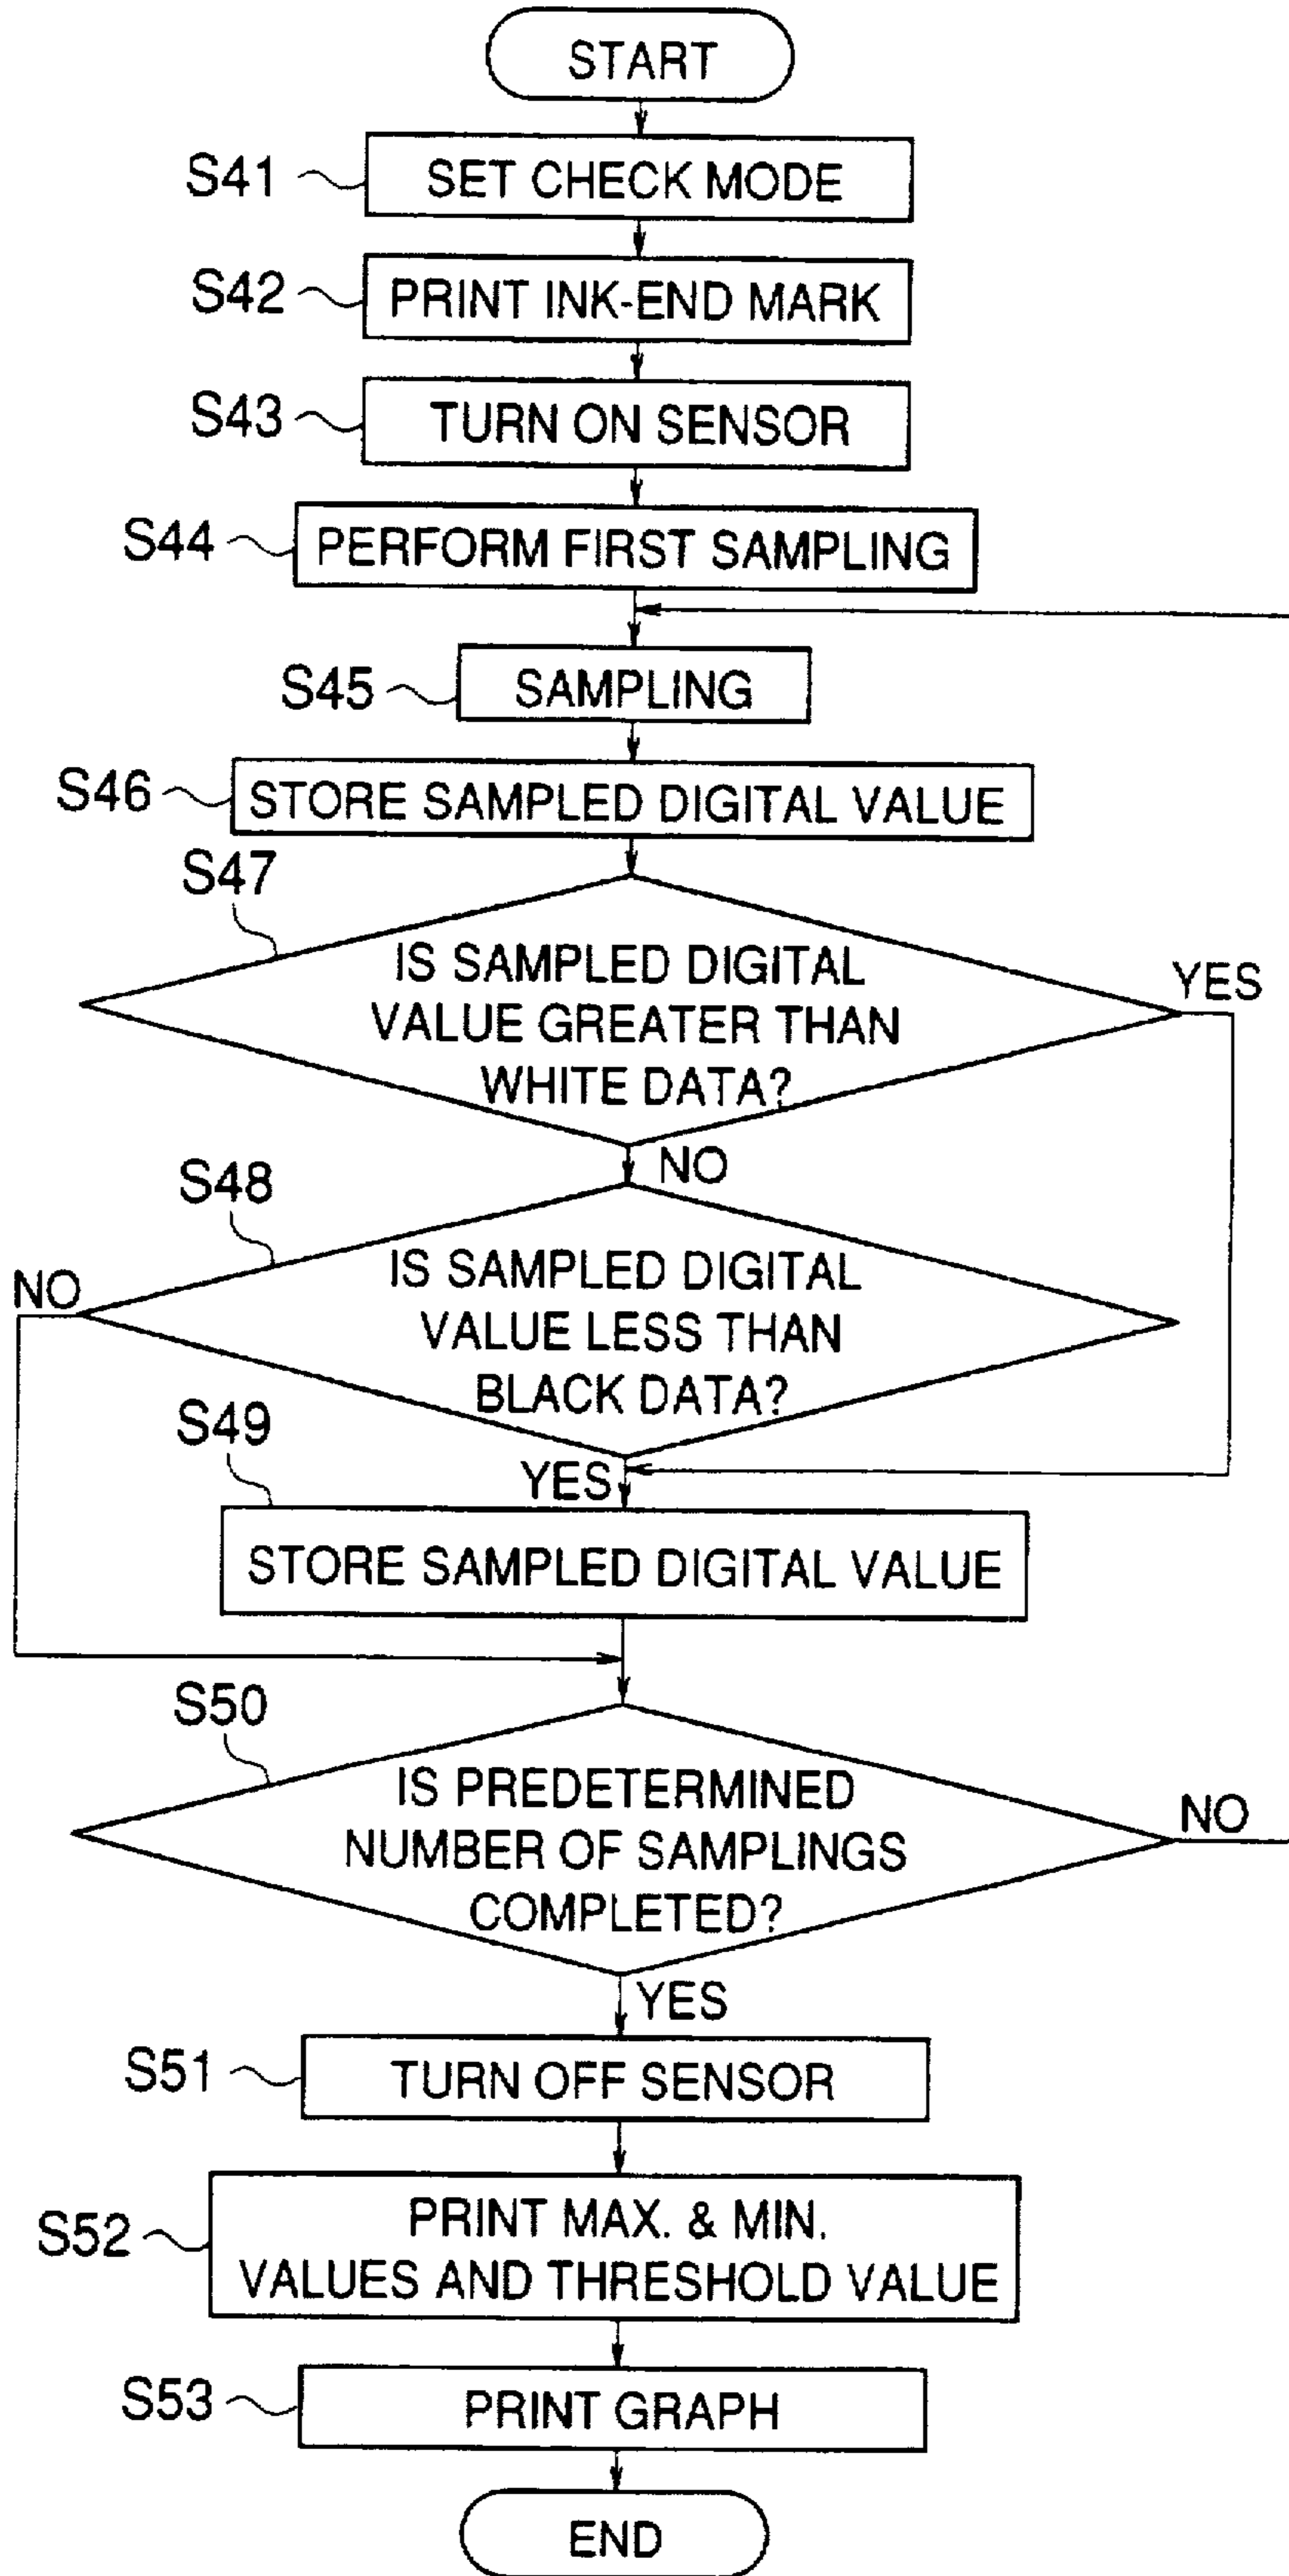 START
S41
SET CHECK MODE
S42
PRINT INK-END MARK
S43
TURN ON SENSOR
S44
PERFORM FIRST SAMPLING
S45
SAMPLING
S46
STORE SAMPLED DIGITAL VALUE
S47
IS SAMPLED DIGITAL
VALUE GREATER THAN
WHITE DATA?
YES
NO
S48
IS SAMPLED DIGITAL
VALUE LESS THAN
BLACK DATA?
NO
YES
S49
STORE SAMPLED DIGITAL VALUE
S50
IS PREDETERMINED
NUMBER OF SAMPLINGS
COMPLETED?
NO
YES
S51
TURN OFF SENSOR
S52
PRINT MAX. & MIN.
VALUES AND THRESHOLD VALUE
S53
PRINT GRAPH
END